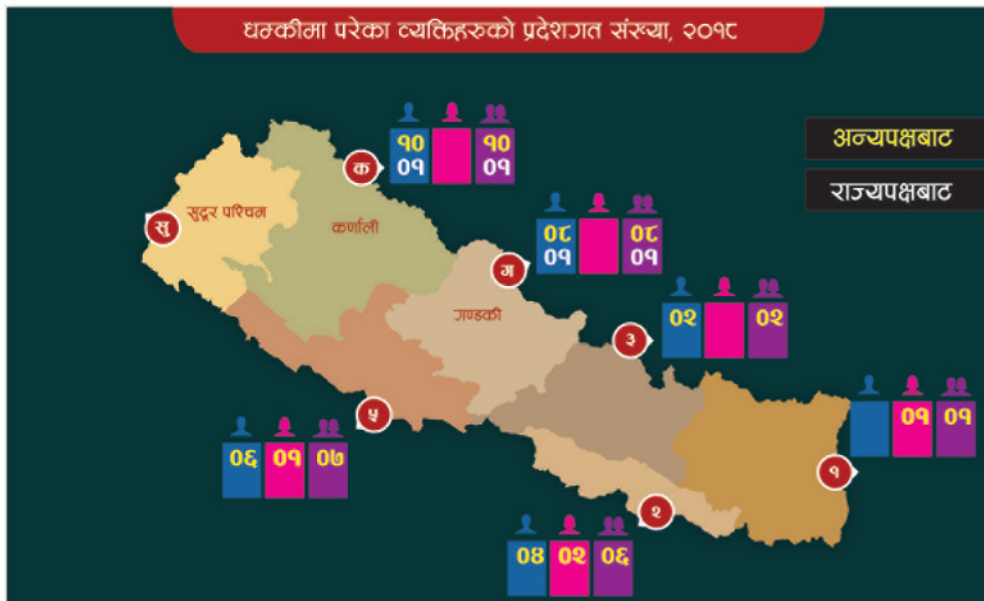 धम्कीमा परेका व्यक्तिहरुको प्रदेशगत संख्या, २०१८
अन्यपक्षबाट
राज्यपक्षबाट
१० १०
०१ ०१
क
सुदूर पश्चिम
सु
कर्णाली
०८ ०८
०१ ०१
ग
गण्डकी
०२ ०२
३
०१ ०१
१
५
०६ ०१ ०७
२
०४ ०२ ०६